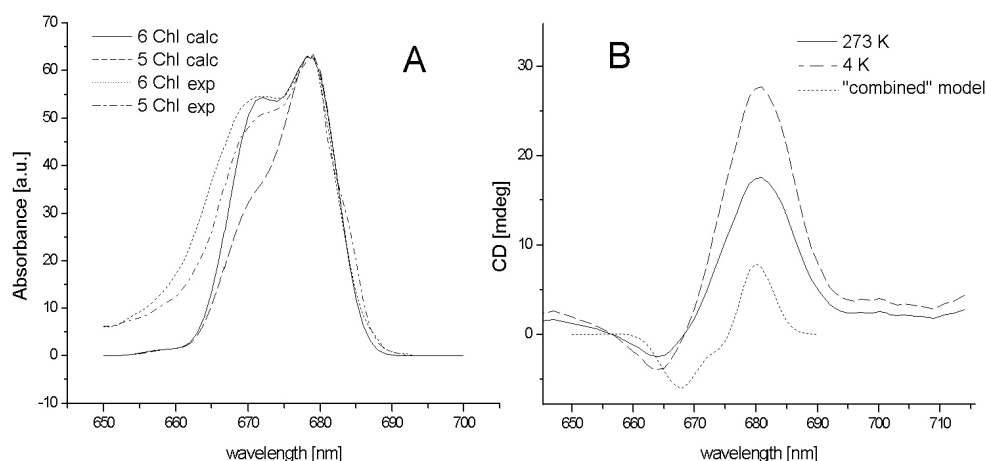 A
6 Chl calc
5 Chl calc
6 Chl exp
5 Chl exp
Absorbance [a.u.]
70
60
50
40
30
20
10
0
-10
650 660 670 680 690 700
wavelength [nm]
B
273 K
4 K
"combined" model
CD [mdeg]
30
20
10
0
650 660 670 680 690 700 710
wavelength [nm]